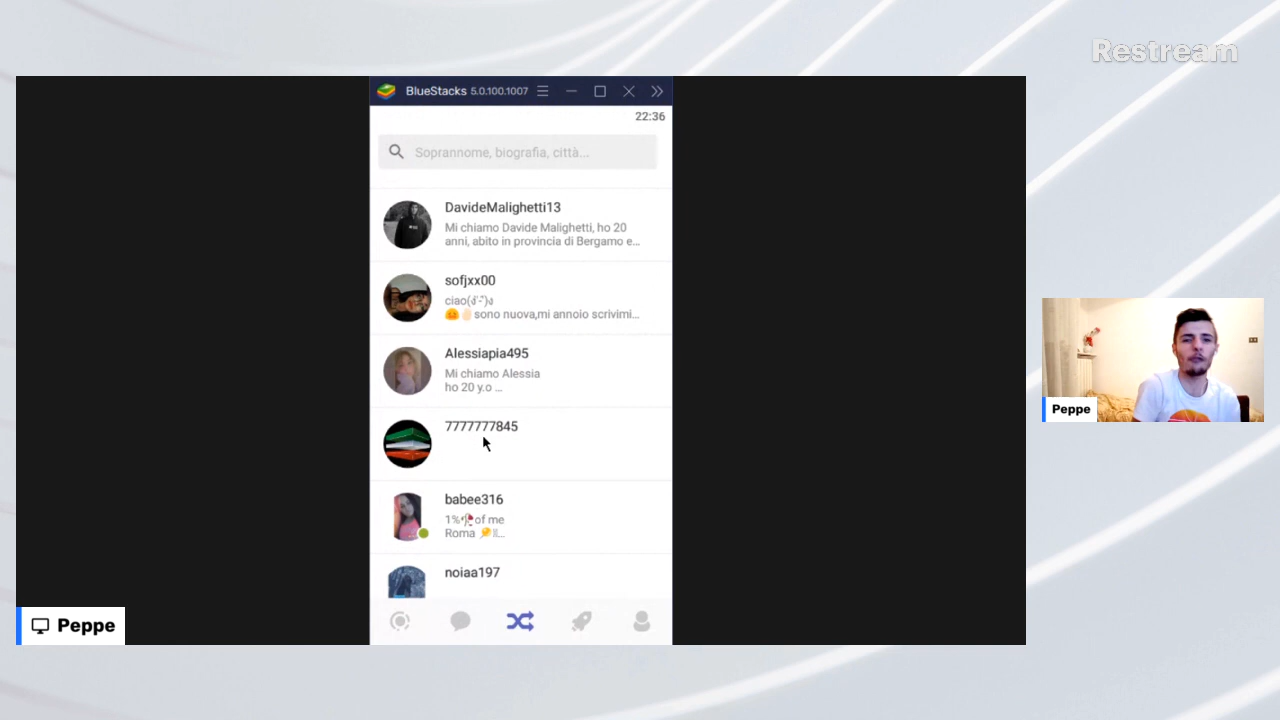 Restream
BlueStacks 5.0.100.1007
22:36
Soprannome, biografia, città...
DavideMalighetti13
Mi chiamo Davide Malighetti, ho 20
anni, abito in provincia di Bergamo e...
sofjxx00
ciao
🤗🖐🏻sono nuova,mi annoio scrivimi...
Alessiapia495
Mi chiamo Alessia
ho 20 y.o ...
7777777845
babee316
1%🥀of me
Roma
noiaa197
Peppe
Peppe